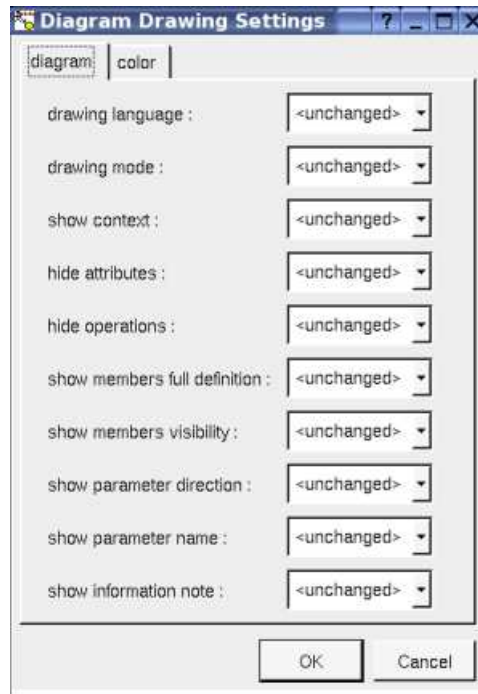 Diagram Drawing Settings
diagram color
drawing language : <unchanged>
drawing mode : <unchanged>
show context : <unchanged>
hide attributes : <unchanged>
hide operations : <unchanged>
show members full definition : <unchanged>
show members visibility : <unchanged>
show parameter direction : <unchanged>
show parameter name : <unchanged>
show information note : <unchanged>
OK Cancel